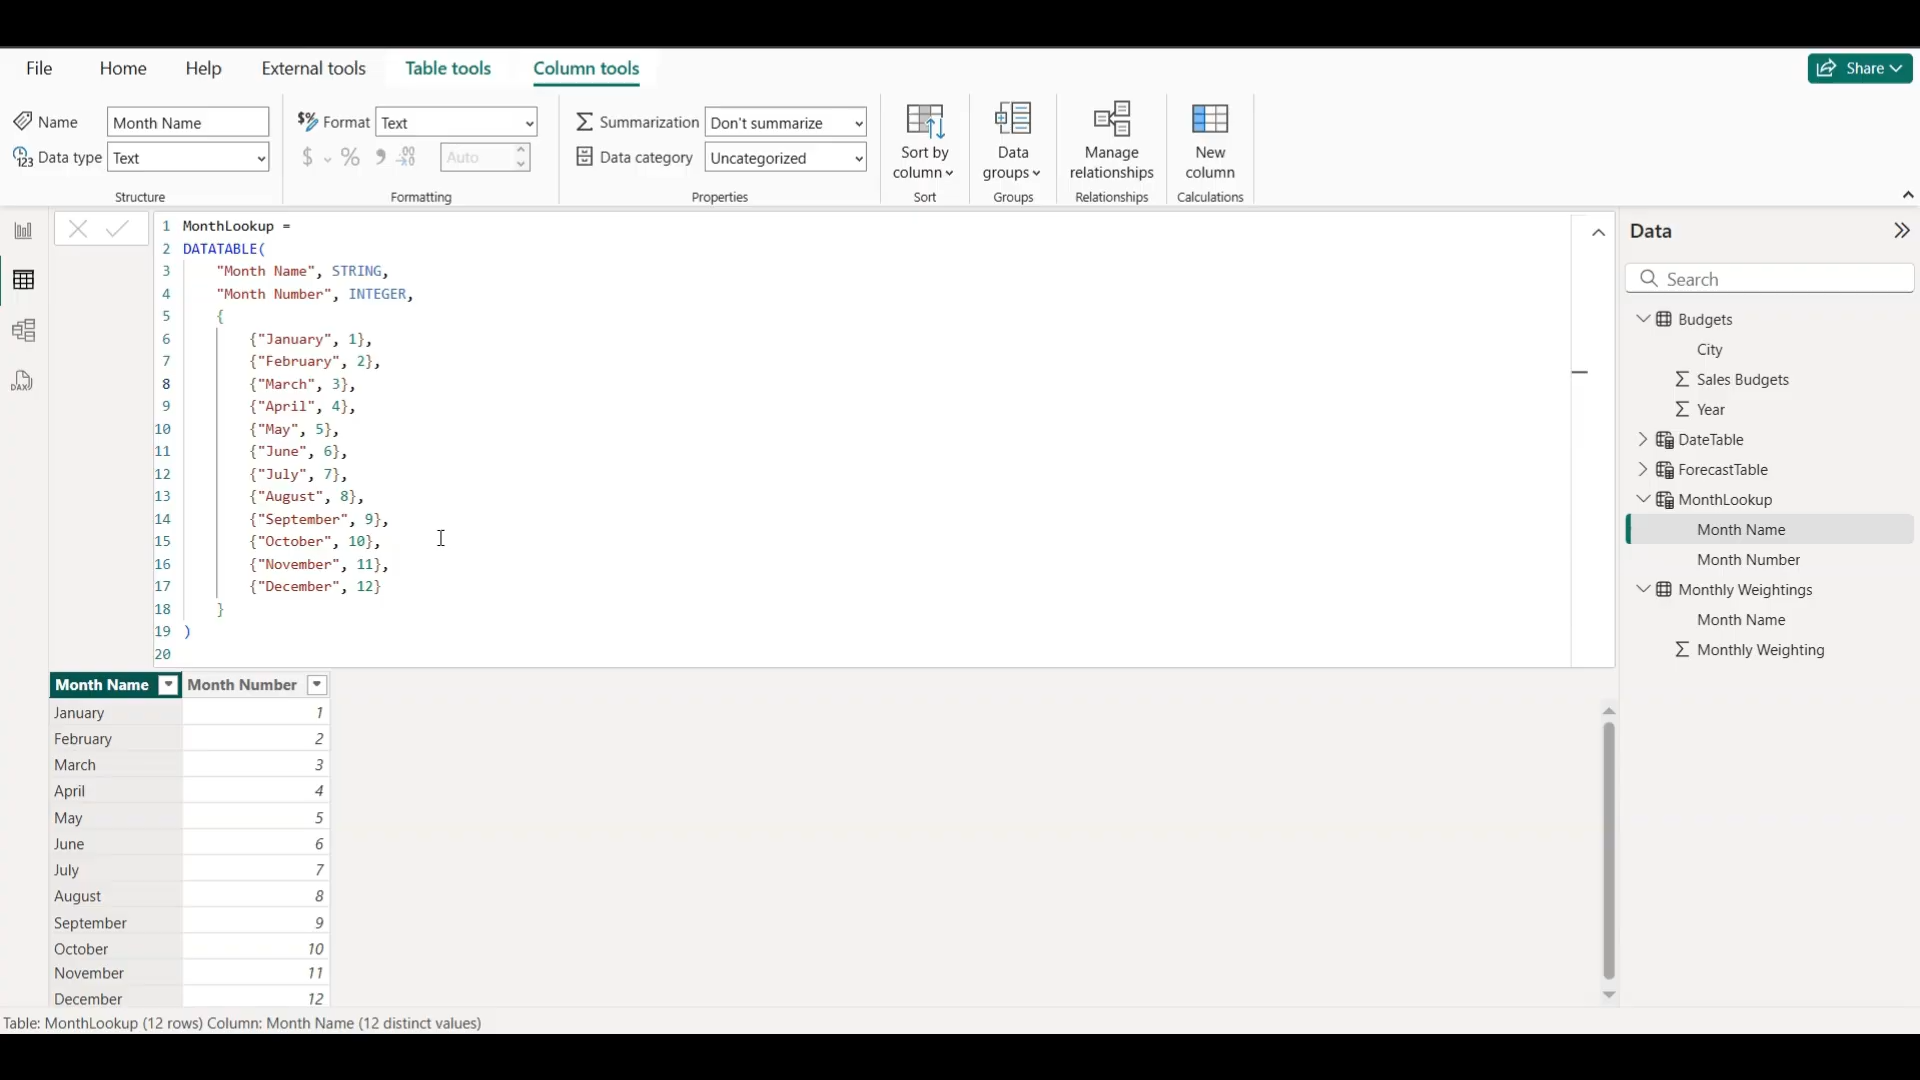 File Home Help External tools Table tools Column tools Share
Name Month Name Format Text Summarization Don't summarize Sort by column Data groups Manage relationships New column
Data type Text $ % Auto Data category Uncategorized
Structure Formatting Properties Sort Groups Relationships Calculations
1 MonthLookup =
2 DATATABLE(
3 "Month Name", STRING,
4 "Month Number", INTEGER,
5 {
6 {"January", 1},
7 {"February", 2},
8 {"March", 3},
9 {"April", 4},
10 {"May", 5},
11 {"June", 6},
12 {"July", 7},
13 {"August", 8},
14 {"September", 9},
15 {"October", 10},
16 {"November", 11},
17 {"December", 12}
18 }
19 )
20
Month Name Month Number
January 1
February 2
March 3
April 4
May 5
June 6
July 7
August 8
September 9
October 10
November 11
December 12
Table: MonthLookup (12 rows) Column: Month Name (12 distinct values)
Data
Search
Budgets
City
Sales Budgets
Year
DateTable
ForecastTable
MonthLookup
Month Name
Month Number
Monthly Weightings
Month Name
Monthly Weighting
DAX